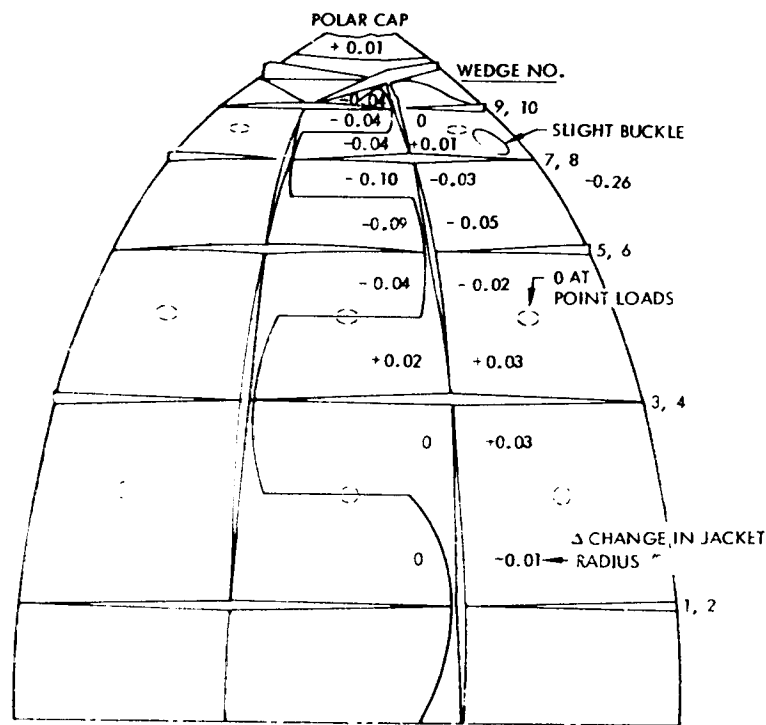 POLAR CAP
+ 0.01
WEDGE NO.
-0.04
9, 10
- 0.04 0
SLIGHT BUCKLE
-0.04 +0.01
7, 8
- 0.10 -0.03 -0.26
-0.09 - 0.05
5, 6
- 0.04 - 0.02 0 AT
POINT LOADS
+0.02 +0.03
3, 4
0 +0.03
Δ CHANGE IN JACKET
0 -0.01 RADIUS "
1, 2